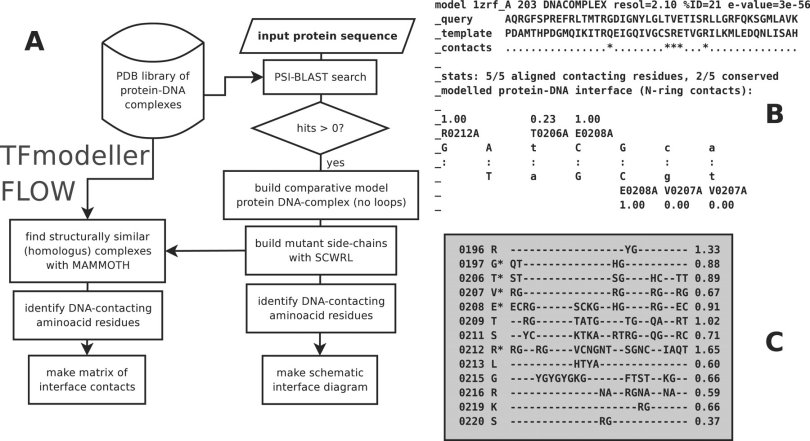 A
PDB library of
protein-DNA
complexes
input protein sequence
PSI-BLAST search
hits > 0?
yes
TFmodeller
FLOW
build comparative model
protein DNA-complex (no loops)
find structurally similar
(homologus) complexes
with MAMMOTH
build mutant side-chains
with SCWRL
identify DNA-contacting
aminoacid residues
identify DNA-contacting
aminoacid residues
make matrix of
interface contacts
make schematic
interface diagram
model 1zrf_A 203 DNACOMPLEX resol=2.10 %ID=21 e-value=3e-56
_query AQRGFSPREFRLTMTRGDIGNYLGLTVETISRLLGRFQKSGMLAVK
_template PDAMTHPDGMQIKITRQEIGQIVGCSRETVGRILKMLEDQNLISAH
_contacts ................*........***...*.............
_
_stats: 5/5 aligned contacting residues, 2/5 conserved
_modelled protein-DNA interface (N-ring contacts):
_
_1.00 0.23 1.00
_R0212A T0206A E0208A
_G A t C G c a
_: : : : : : :
_ T a G C g t
_ E0208A V0207A V0207A
_ 1.00 0.00 0.00
B
0196 R -------------------YG-------- 1.33
0197 G* QT---------------HG---------- 0.88
0206 T* ST---------------SG----HC--TT 0.89
0207 V* RG---------------HG----RG--RG 0.67
0208 E* ECRG------SCKG--HG----RG--EC 0.91
0209 T --RG------TATG----TG--QA--RT 1.02
0211 S --YC------KTKA--RTRG--QG--RC 0.71
0212 R* RG--RG----VCNGNT--SGNC--IAQT 1.65
0213 L ----------HTYA-------------- 0.60
0215 G ----YGYGYGKG------FTST--KG-- 0.66
0216 R --------------NA--RGNA--NA-- 0.59
0219 K ---------------------RG------ 0.66
0220 S --------------RG------------ 0.37
C